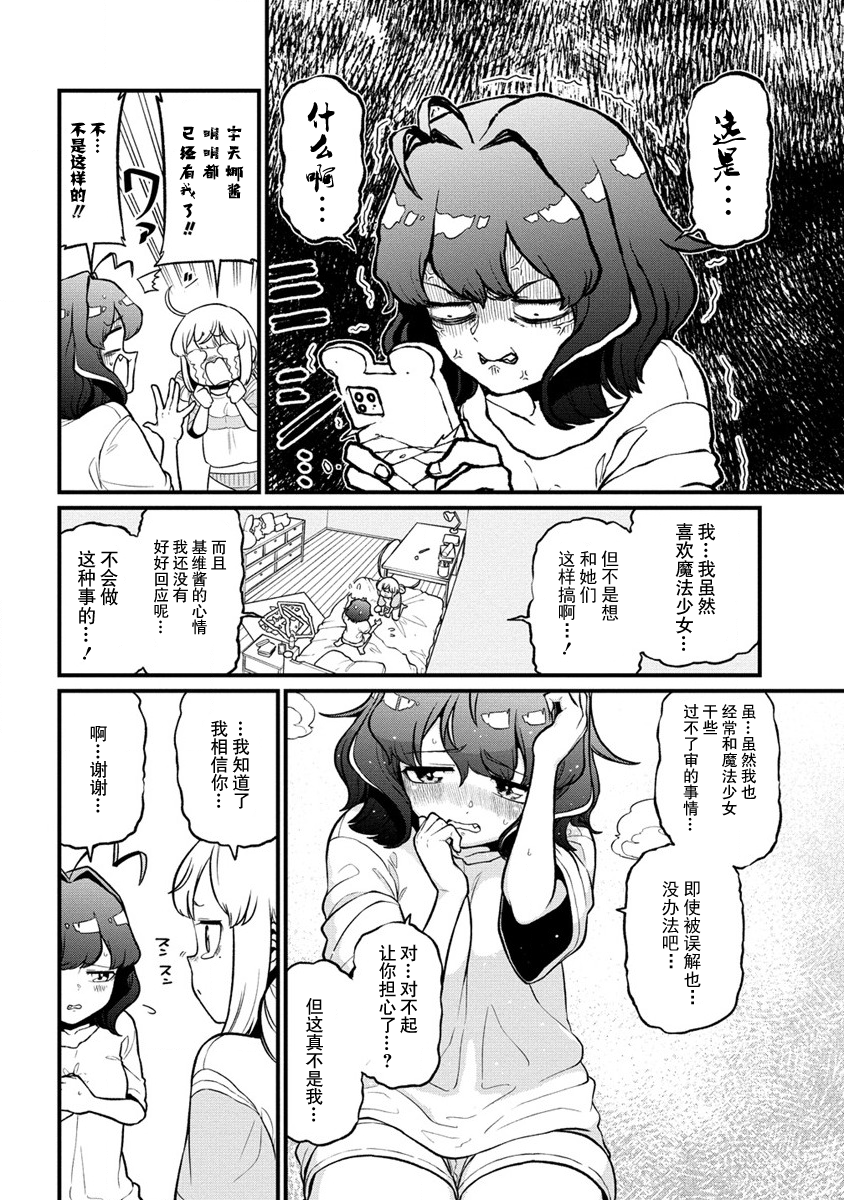 这是…
什么啊…
ミミミ…
宇天娜酱
明明都
已经有我了!!
ワァ
不…
不是这样的!!
我…我虽然
喜欢魔法少女…
但不是想
和她们
这样搞啊…!
而且
基维酱的心情
我还没有
好好回应呢…
不会做
这种事的…!
虽…虽然我也
经常和魔法少女
干些
过不了审的事情…
即使被误解也…
没办法吧…
对…对不起
让你担心了…?
但这真不是我…
…我知道了
我相信你…
啊…谢谢…